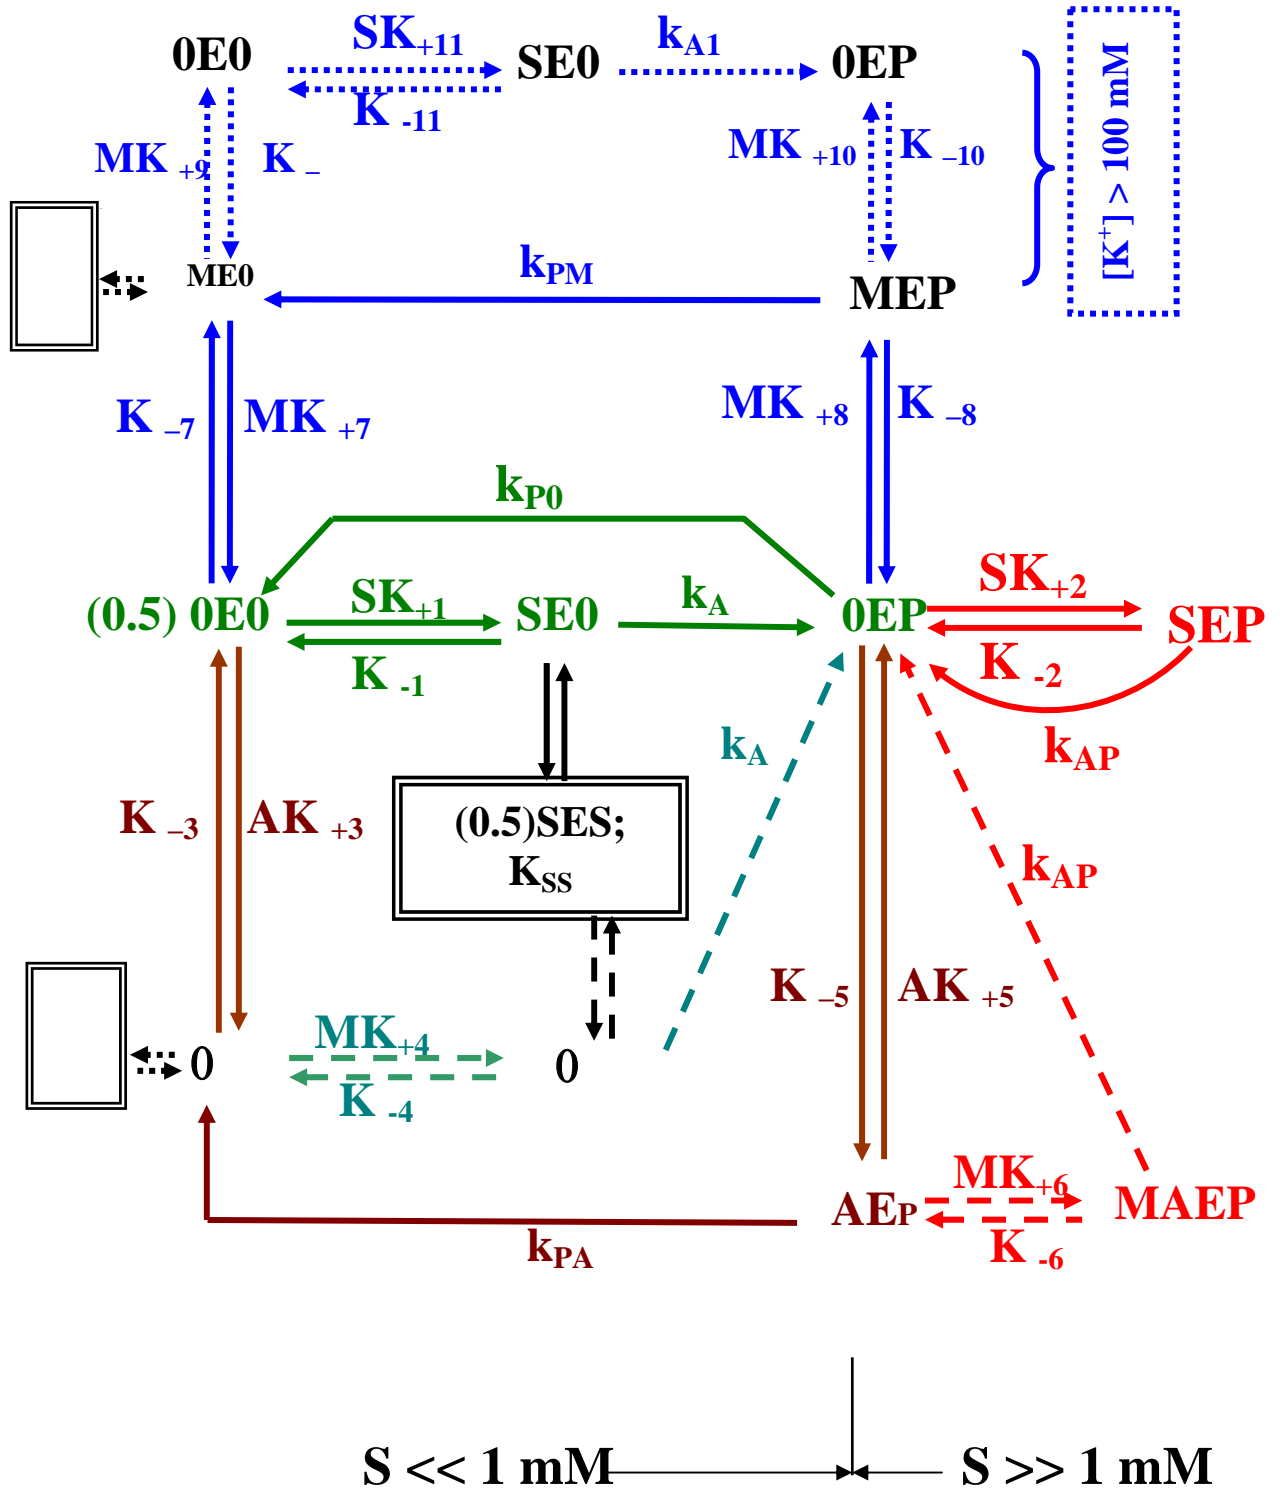 0E0 SK+11 SE0 kA1 0EP
K -11
MK +9 K – MK +10 K –10
[K+] > 100 mM
ME0 kPM MEP
K –7 MK +7 MK +8 K –8
kP0
(0.5) 0E0 SK+1 SE0 kA 0EP SK+2 SEP
K -1 K -2
kA kAP
K –3 AK +3 (0.5)SES;
KSS
kAP
K –5 AK +5
0 MK+4 0
K -4
AEP MK+6 MAEP
kPA K -6
S << 1 mM S >> 1 mM